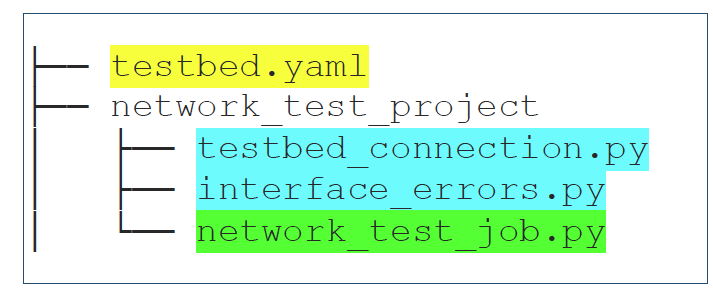 testbed.yaml
network_test_project
testbed_connection.py
interface_errors.py
network_test_job.py